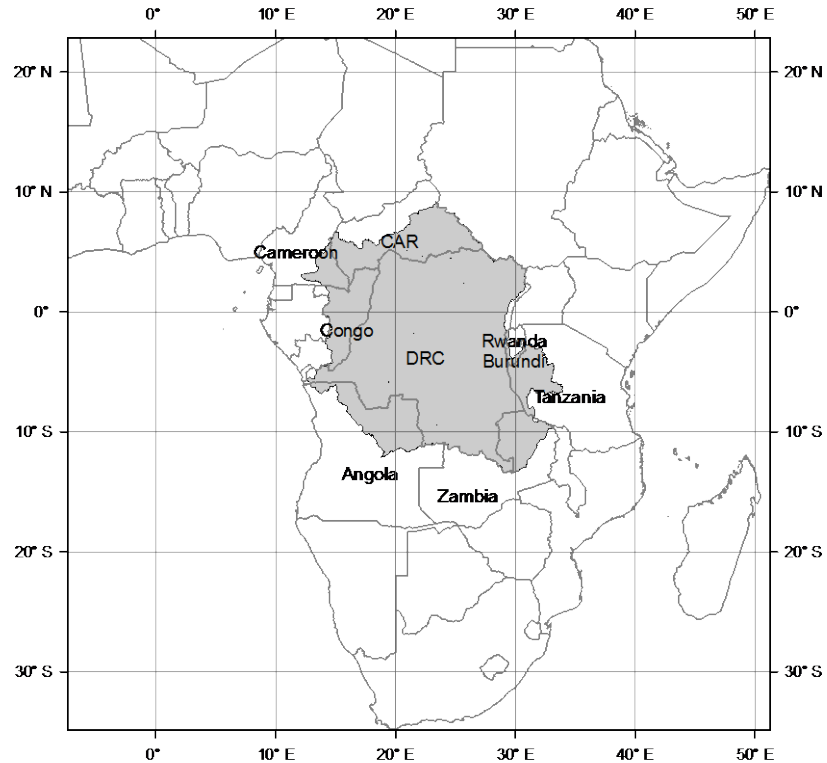 0° 10° E 20° E 30° E 40° E 50° E
20° N 20° N
10° N 10° N
CAR
Cameroon
0° 0°
Congo
Rwanda
DRC
Burundi
Tanzania
10° S 10° S
Angola
Zambia
20° S 20° S
30° S 30° S
0° 10° E 20° E 30° E 40° E 50° E